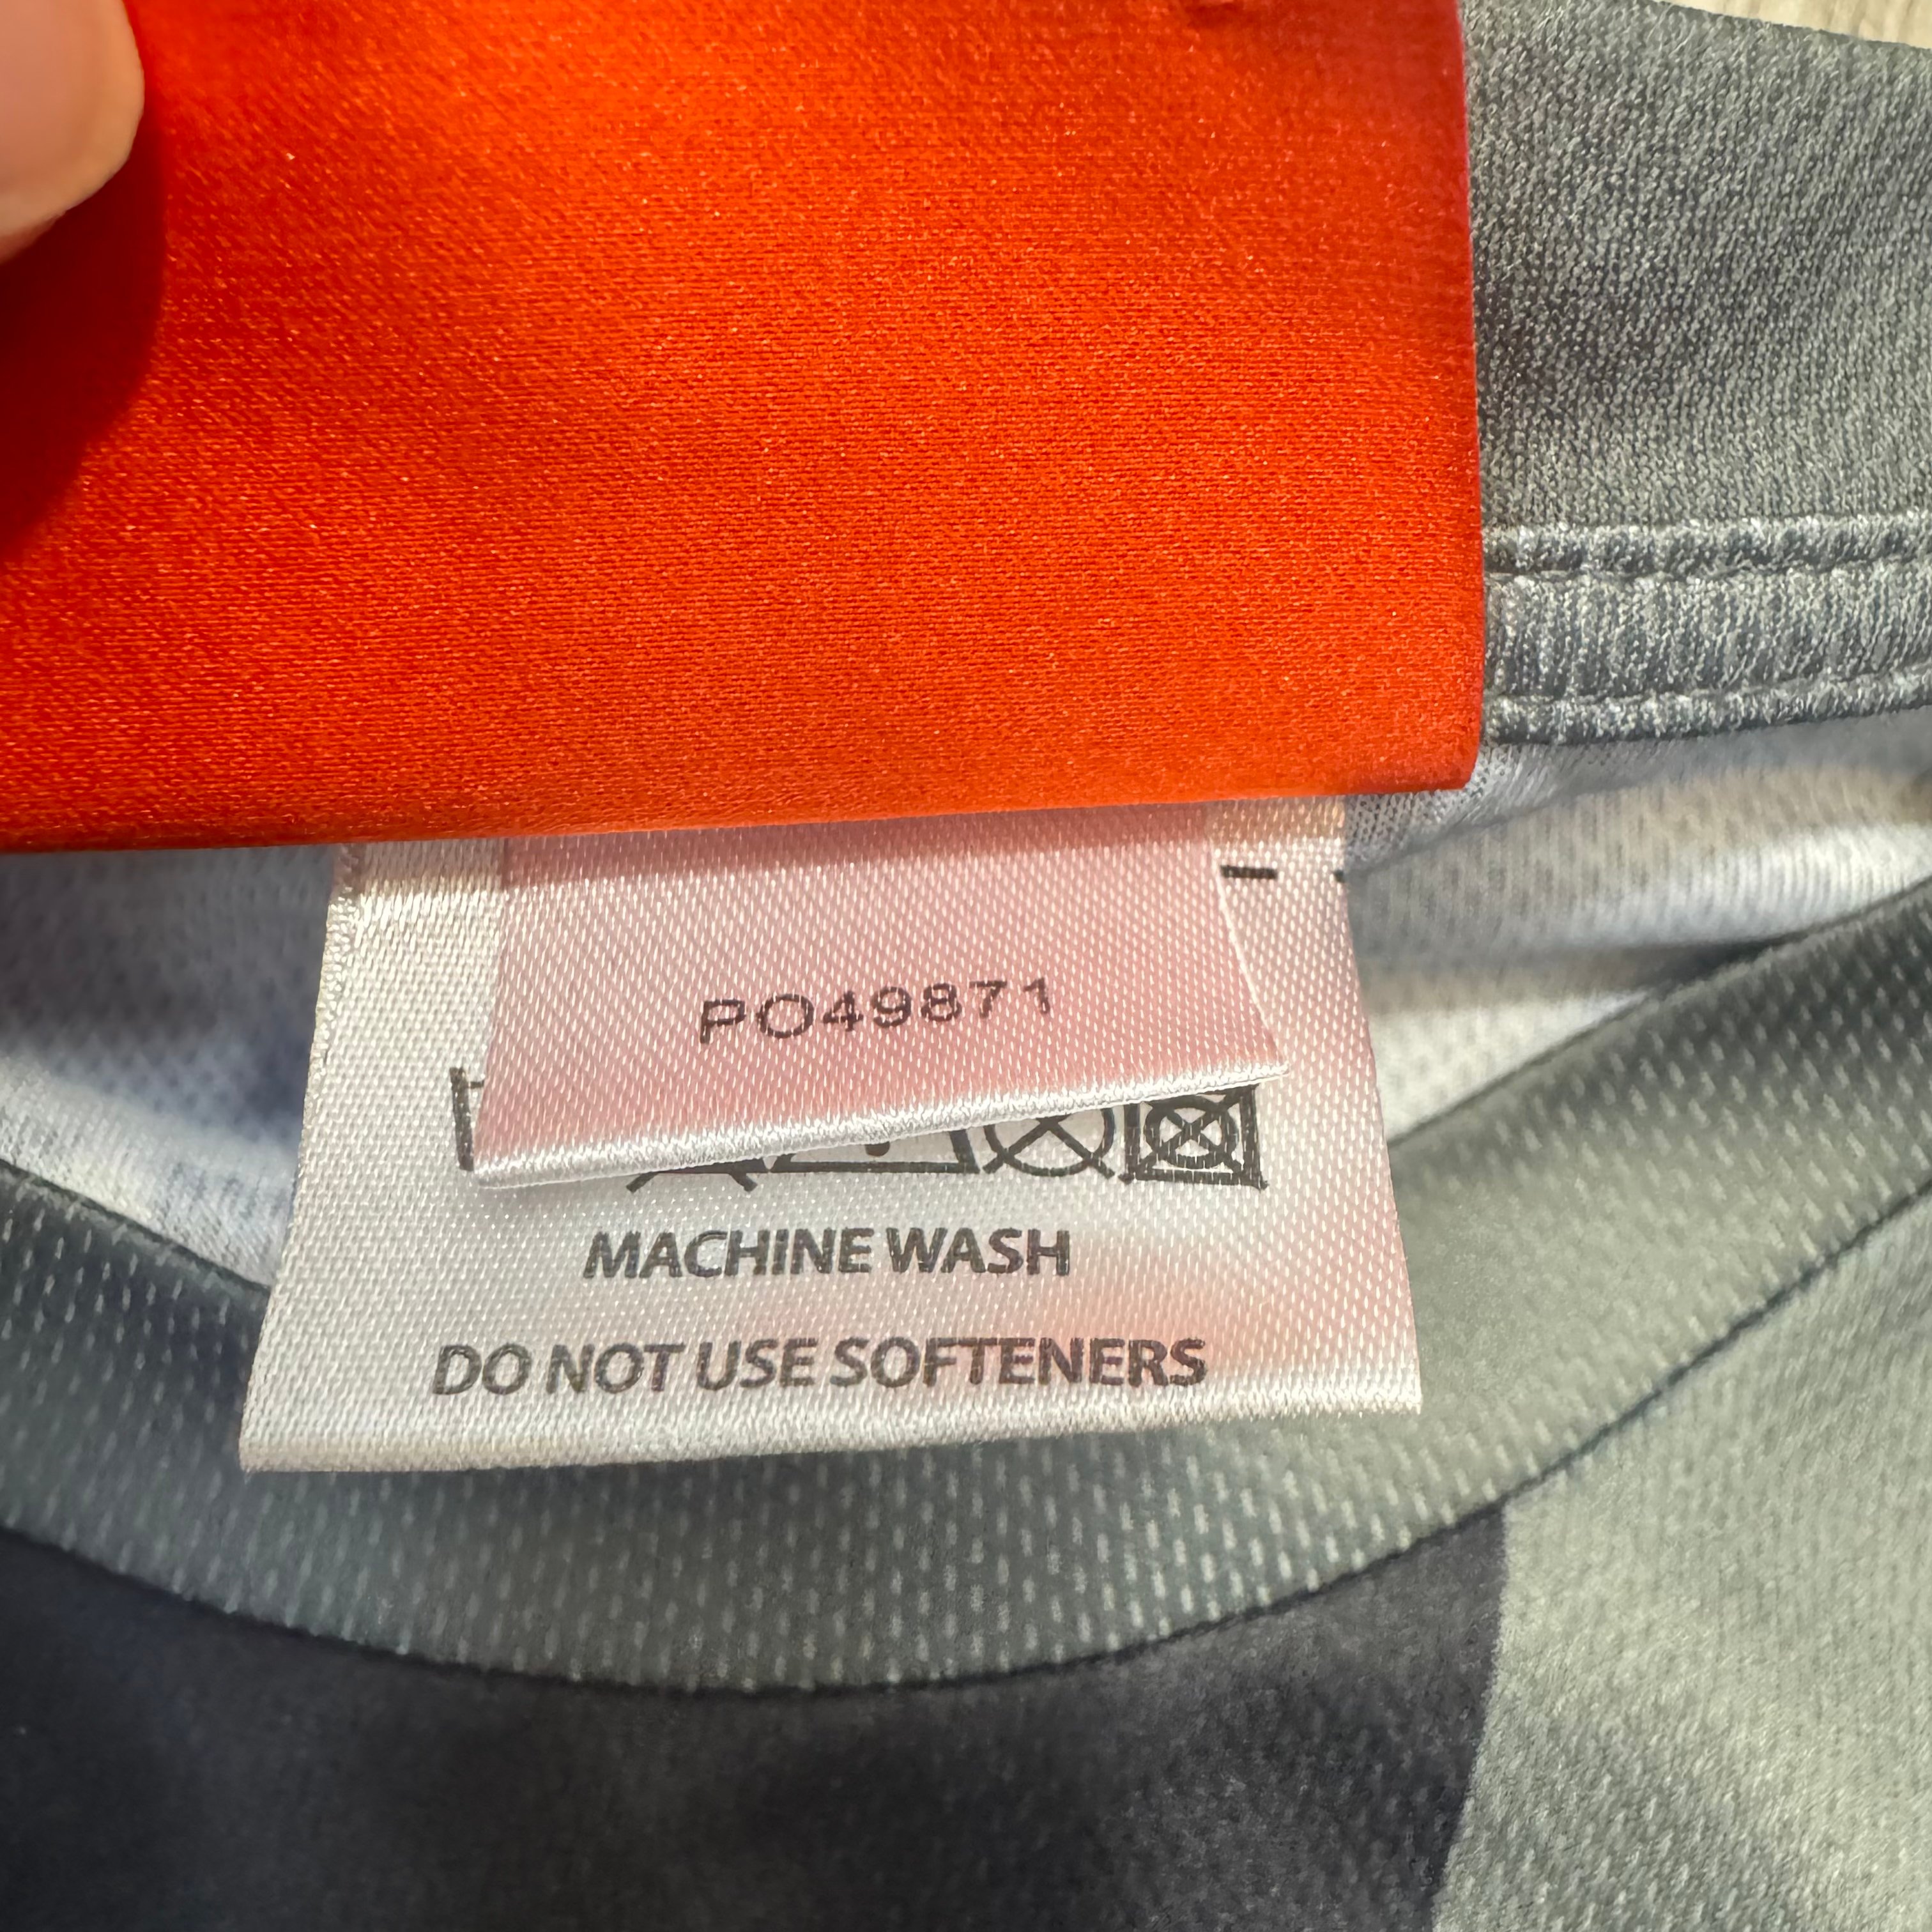 PO49871
MACHINE WASH
DO NOT USE SOFTENERS